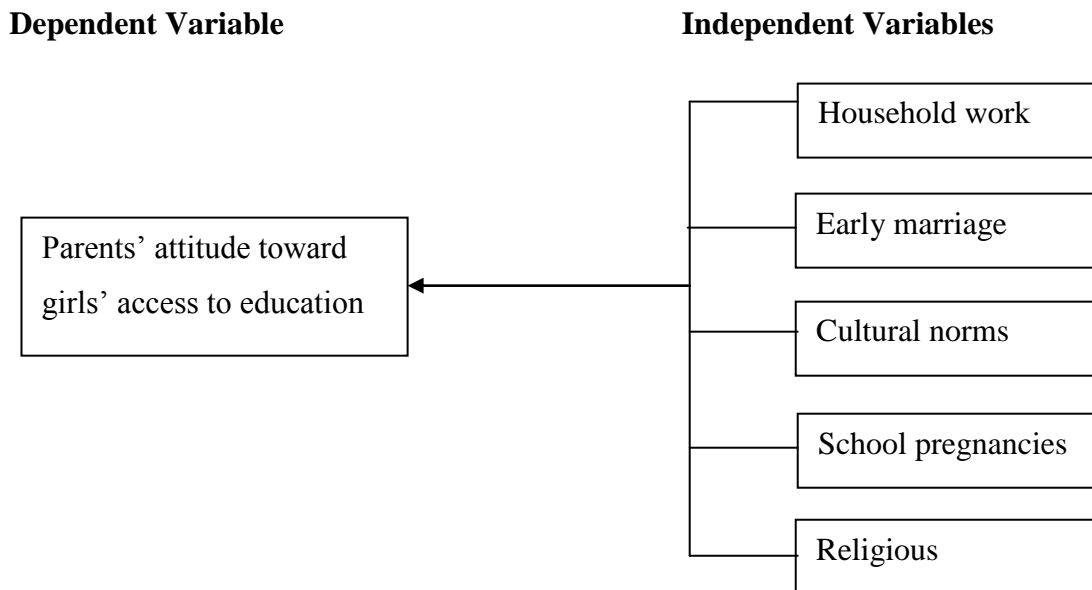 Dependent Variable
Independent Variables
Household work
Early marriage
Parents’ attitude toward
girls’ access to education
Cultural norms
School pregnancies
Religious